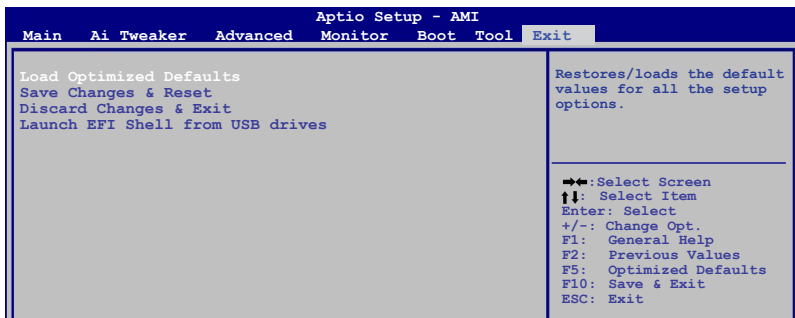 Aptio Setup - AMI
Main Ai Tweaker Advanced Monitor Boot Tool Exit
Load Optimized Defaults
Save Changes & Reset
Discard Changes & Exit
Launch EFI Shell from USB drives
Restores/loads the default
values for all the setup
options.
→←:Select Screen
↑↓: Select Item
Enter: Select
+/-: Change Opt.
F1: General Help
F2: Previous Values
F5: Optimized Defaults
F10: Save & Exit
ESC: Exit